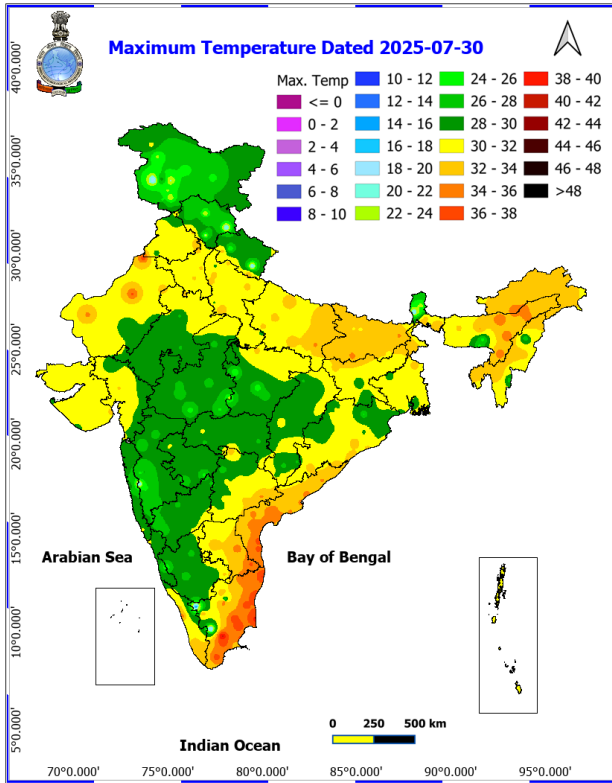 Maximum Temperature Dated 2025-07-30
Max. Temp
<= 0
0 - 2
2 - 4
4 - 6
6 - 8
8 - 10
10 - 12
12 - 14
14 - 16
16 - 18
18 - 20
20 - 22
22 - 24
24 - 26
26 - 28
28 - 30
30 - 32
32 - 34
34 - 36
36 - 38
38 - 40
40 - 42
42 - 44
44 - 46
46 - 48
>48
40°0.000'
35°0.000'
30°0.000'
25°0.000'
20°0.000'
15°0.000'
10°0.000'
5°0.000'
Arabian Sea
Bay of Bengal
Indian Ocean
0 250 500 km
70°0.000' 75°0.000' 80°0.000' 85°0.000' 90°0.000' 95°0.000'